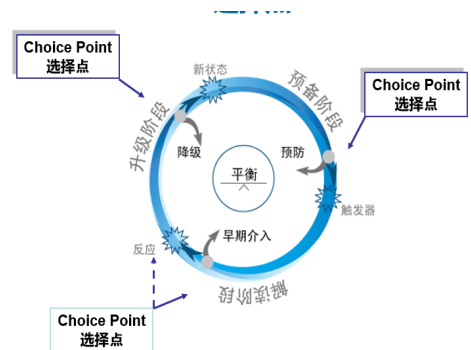 Choice Point
选择点
新状态
预备阶段
Choice Point
选择点
升级阶段
降级
预防
平衡
触发器
早期介入
反应
解读阶段
Choice Point
选择点